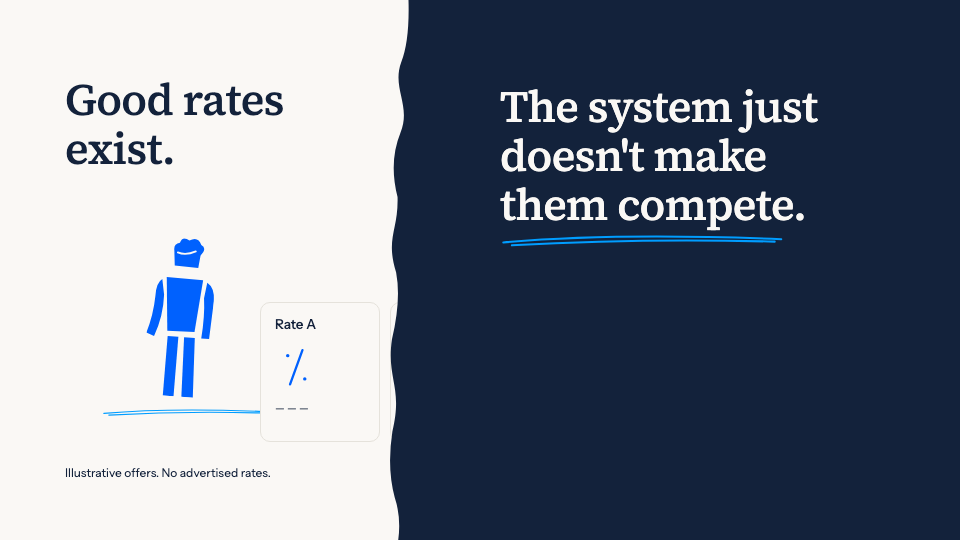 Good rates
exist.
The system just
doesn't make
them compete.
Rate A
Illustrative offers. No advertised rates.